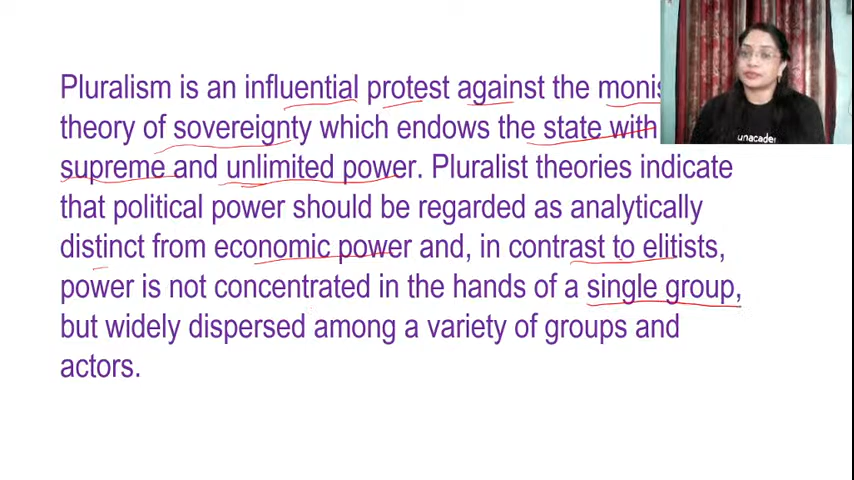 Pluralism is an influential protest against the monis
theory of sovereignty which endows the state with
supreme and unlimited power. Pluralist theories indicate
that political power should be regarded as analytically
distinct from economic power and, in contrast to elitists,
power is not concentrated in the hands of a single group,
but widely dispersed among a variety of groups and
actors.
unacade